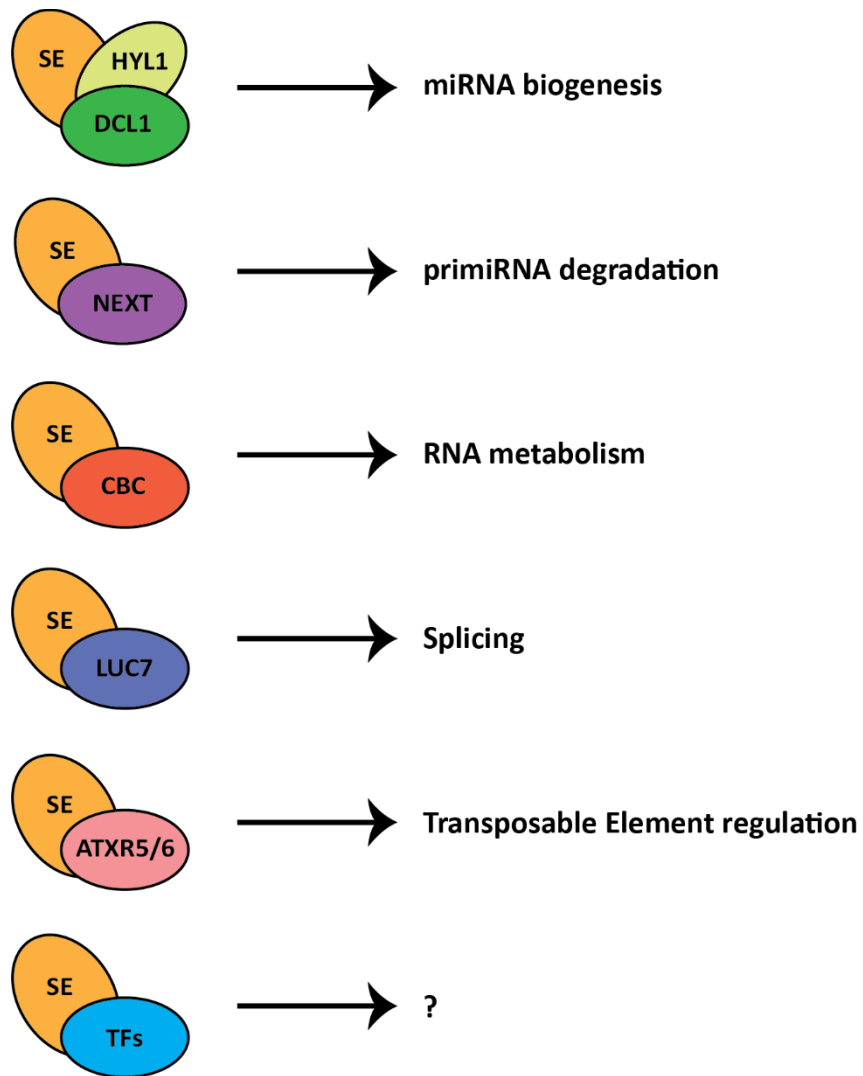 SE HYL1
DCL1
miRNA biogenesis
SE
NEXT
primiRNA degradation
SE
CBC
RNA metabolism
SE
LUC7
Splicing
SE
ATXR5/6
Transposable Element regulation
SE
TFs
?